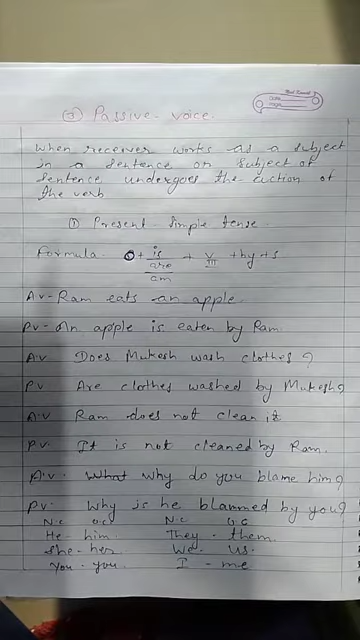 Date
Page
② Passive voice.
When receiver works as a subject
in a sentence or subject of
sentence undergoes the action of
the verb
① Present simple tense.
Formula - O + is/are/am + V III + by + s
A.V - Ram eats an apple.
P.V - An apple is eaten by Ram.
A.V. Does Mukesh wash clothes?
P.V Are clothes washed by Mukesh?
A.V. Ram does not clean it
P.V. It is not cleaned by Ram.
A.V. What why do you blame him?
P.V. Why is he blammed by you?
N.C O.C N.C O.C
He - him. They - them.
She - her We - us.
You - you. I - me